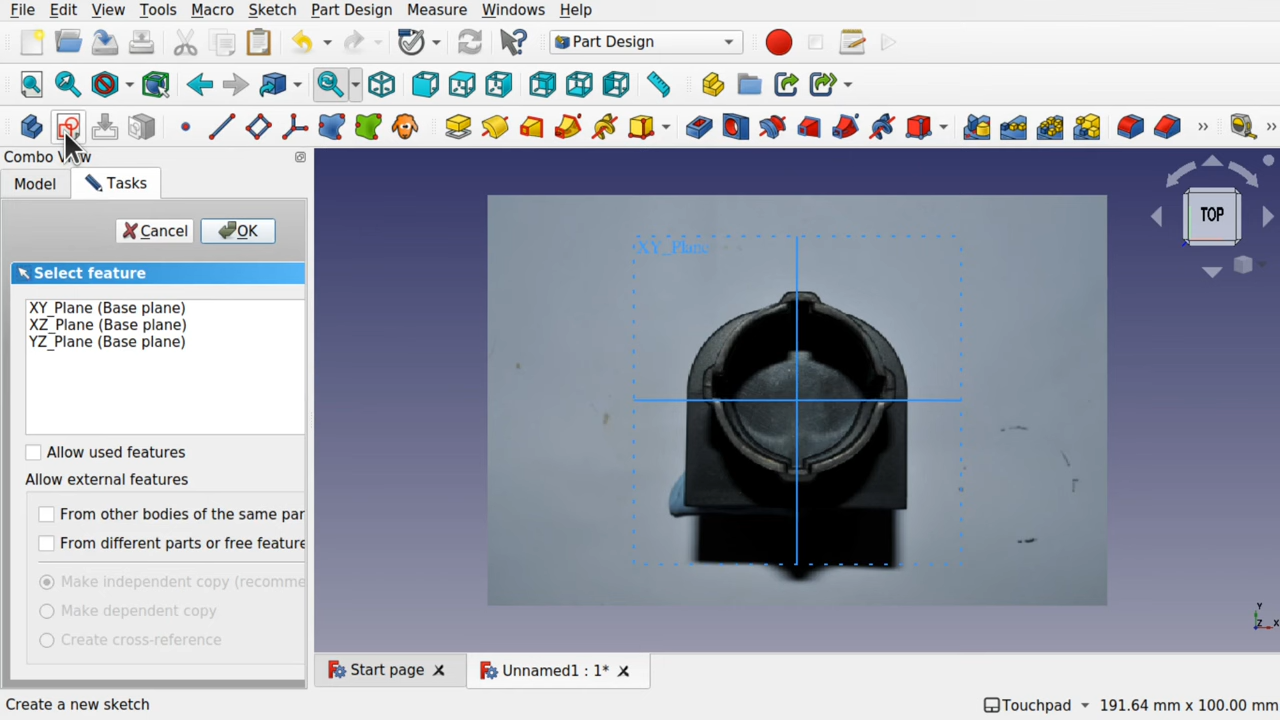 File Edit View Tools Macro Sketch Part Design Measure Windows Help
Part Design
Combo View
Model Tasks
Cancel OK
Select feature
XY_Plane (Base plane)
XZ_Plane (Base plane)
YZ_Plane (Base plane)
Allow used features
Allow external features
From other bodies of the same par
From different parts or free feature
Make independent copy (recomme
Make dependent copy
Create cross-reference
XY_Plane
TOP
Y
Z X
Start page Unnamed1 : 1*
Create a new sketch Touchpad 191.64 mm x 100.00 mm